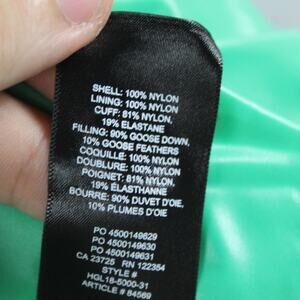 SHELL: 100% NYLON
LINING: 100% NYLON
CUFF: 81% NYLON,
19% ELASTANE
FILLING: 90% GOOSE DOWN,
10% GOOSE FEATHERS
COQUILLE: 100% NYLON
DOUBLURE: 100% NYLON
POIGNET: 81% NYLON,
19% ÉLASTHANNE
BOURRE: 90% DUVET D'OIE,
10% PLUMES D'OIE
PO 4500149629
PO 4500149630
PO 4500149631
CA 23725 RN 122354
STYLE #
HGL18-5000-31
ARTICLE # 84569